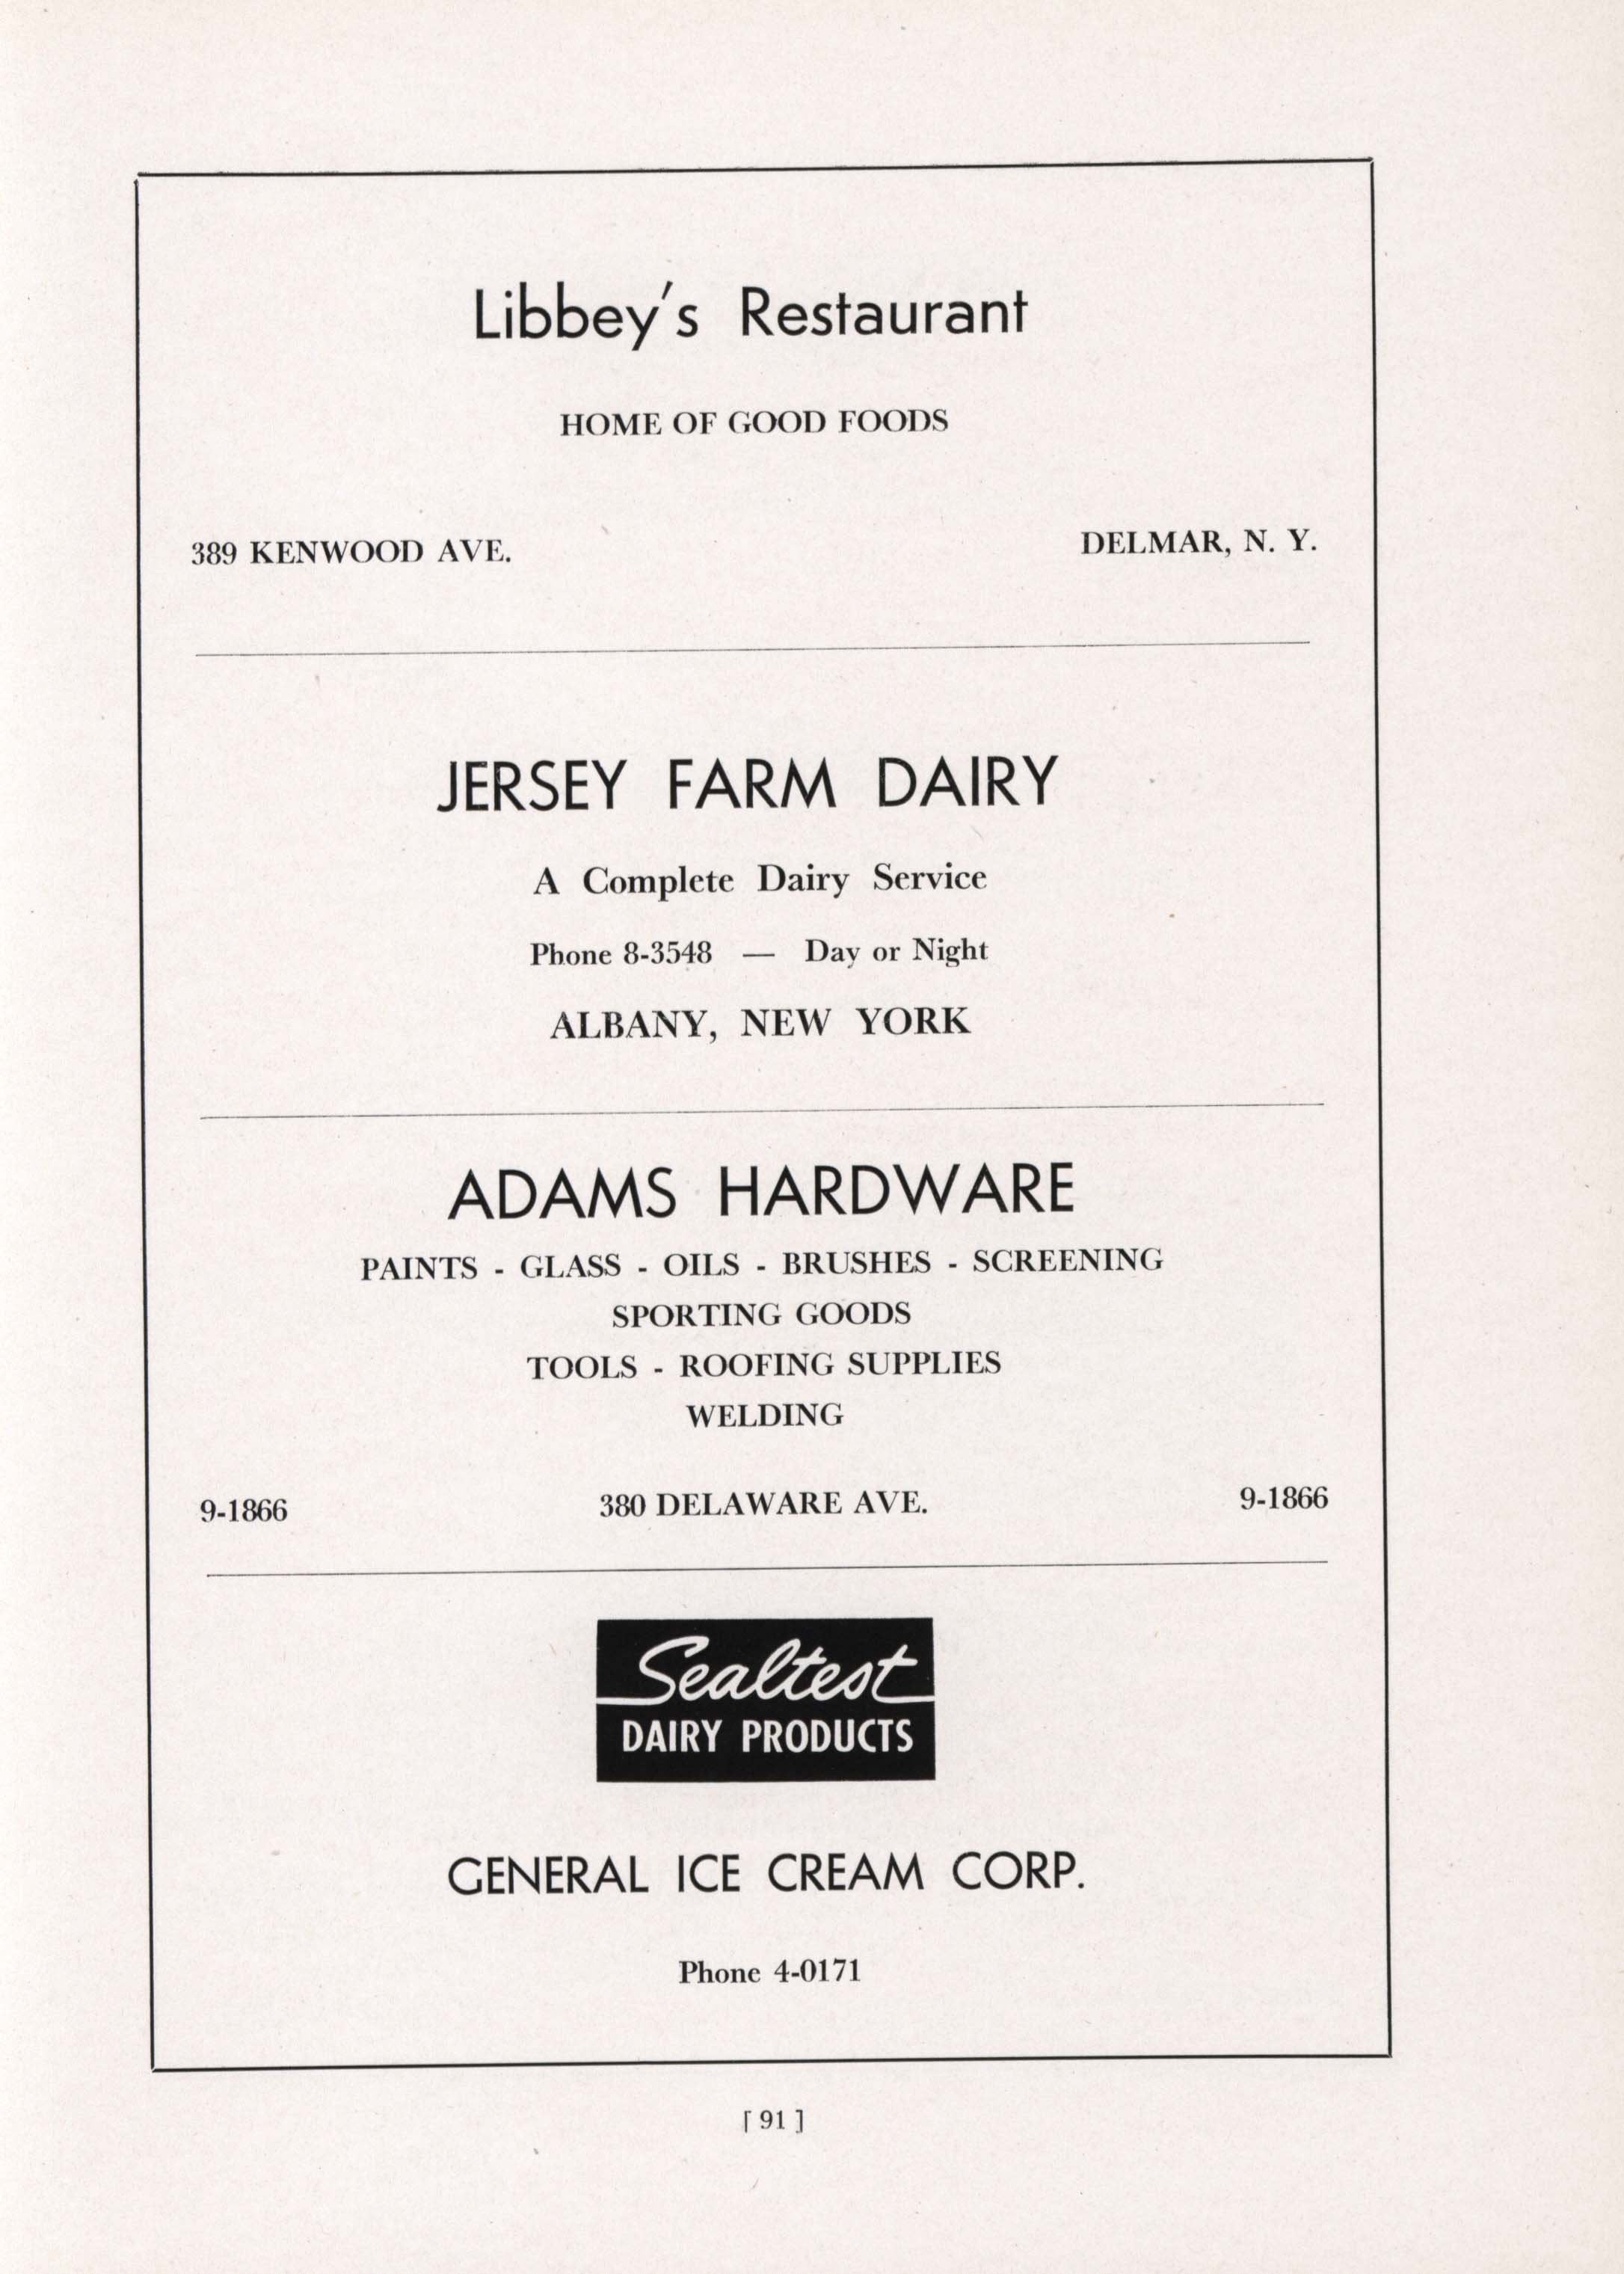 Libbey's Restaurant
HOME OF GOOD FOODS
389 KENWOOD AVE. DELMAR, N. Y.
JERSEY FARM DAIRY
A Complete Dairy Service
Phone 8-3548 — Day or Night
ALBANY, NEW YORK
ADAMS HARDWARE
PAINTS - GLASS - OILS - BRUSHES - SCREENING
SPORTING GOODS
TOOLS - ROOFING SUPPLIES
WELDING
9-1866 380 DELAWARE AVE. 9-1866
Sealtest
DAIRY PRODUCTS
GENERAL ICE CREAM CORP.
Phone 4-0171
[ 91 ]